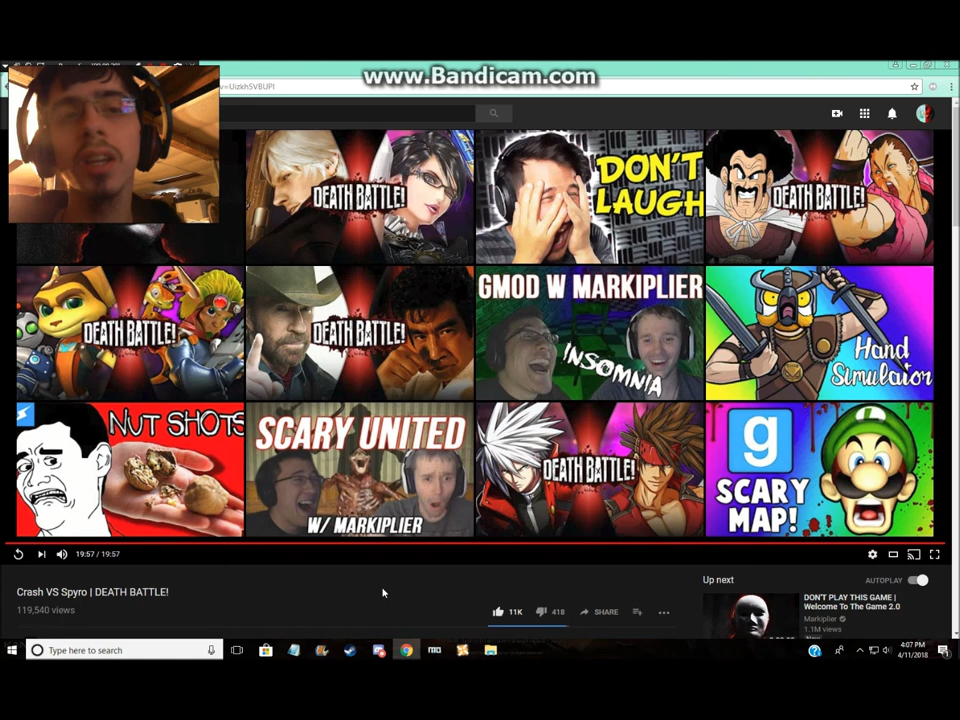 www.Bandicam.com
v=UizkhSVBUPI
DEATH BATTLE!
DON'T
LAUGH
DEATH BATTLE!
DEATH BATTLE!
DEATH BATTLE!
GMOD W MARKIPLIER
INSOMNIA
Hand
Simulator
NUT SHOTS
SCARY UNITED
W/ MARKIPLIER
DEATH BATTLE!
g
SCARY
MAP!
19:57 / 19:57
Crash VS Spyro | DEATH BATTLE!
119,540 views
11K
418
SHARE
Up next
AUTOPLAY
DON'T PLAY THIS GAME |
Welcome To The Game 2.0
Markiplier
1.1M views
New
Type here to search
4:07 PM
4/11/2018